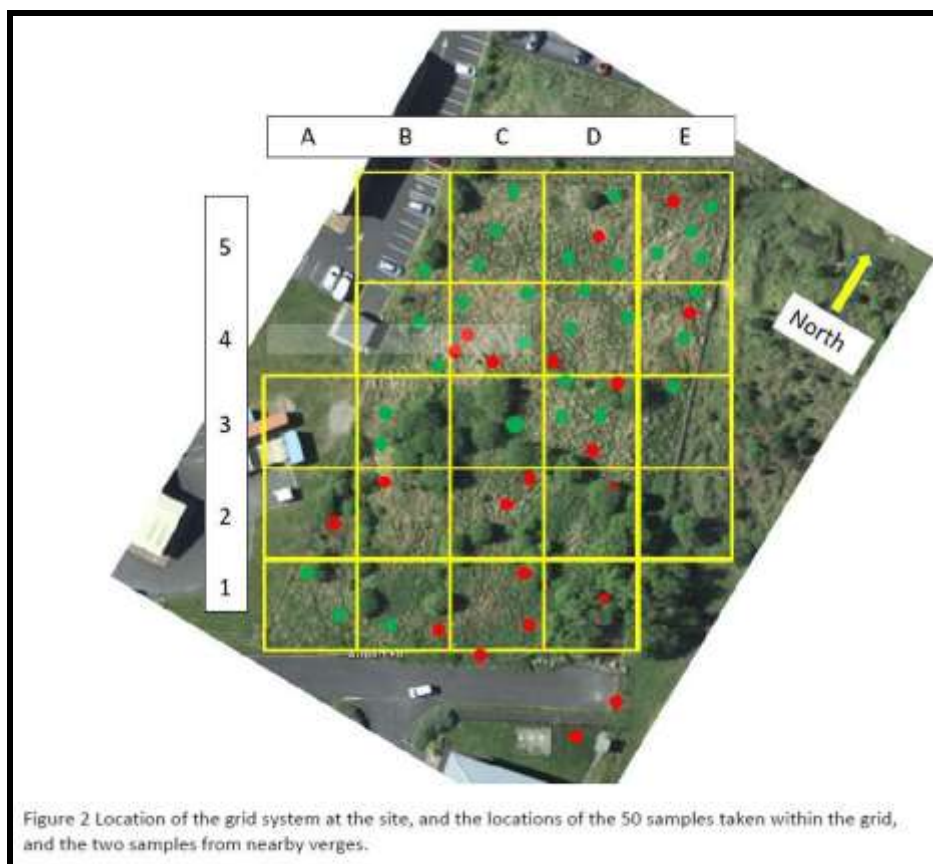 A B C D E
5
4
3
2
1
North
Figure 2 Location of the grid system at the site, and the locations of the 50 samples taken within the grid,
and the two samples from nearby verges.